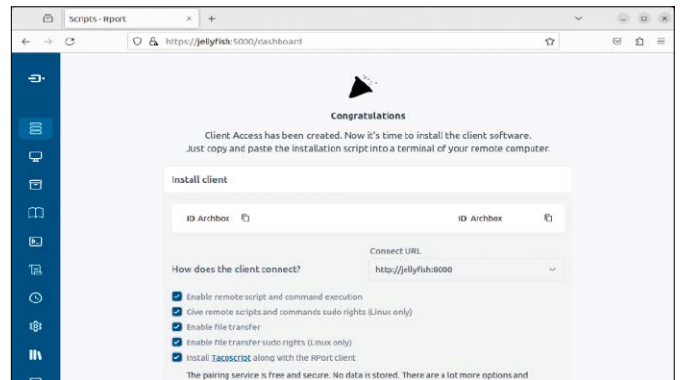 Scripts - Rport
https://jellyfish:5000/dashboard
Congratulations
Client Access has been created. Now it's time to install the client software.
Just copy and paste the installation script into a terminal of your remote computer.
Install client
ID Archbox
ID Archbox
Connect URL
How does the client connect?
http://jellyfish:8000
Enable remote script and command execution
Give remote scripts and commands sudo rights (Linux only)
Enable file transfer
Enable file transfer sudo rights (Linux only)
Install Tacoscript along with the RPort client
The pairing service is free and secure. No data is stored. There are a lot more options and